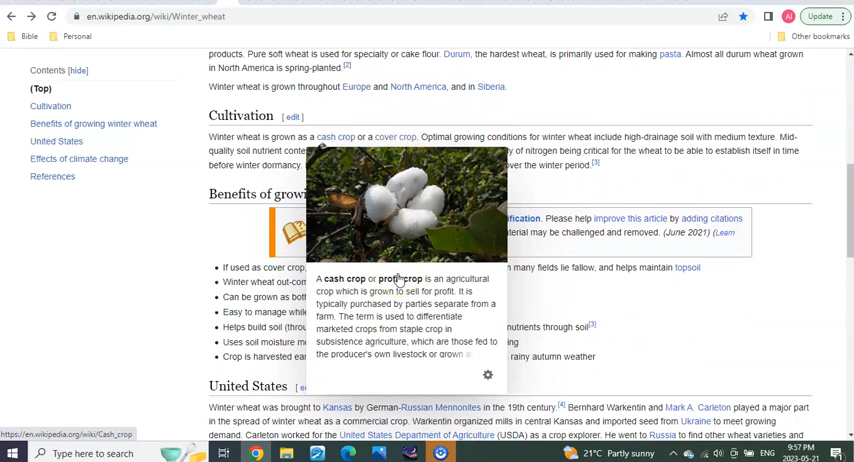 en.wikipedia.org/wiki/Winter_wheat
AI
Update
Bible
Personal
Other bookmarks
Contents [hide]
(Top)
Cultivation
Benefits of growing winter wheat
United States
Effects of climate change
References
products. Pure soft wheat is used for specialty or cake flour. Durum, the hardest wheat, is primarily used for making pasta. Almost all durum wheat grown
in North America is spring-planted.[2]
Winter wheat is grown throughout Europe and North America, and in Siberia.
Cultivation [ edit ]
Winter wheat is grown as a cash crop or a cover crop. Optimal growing conditions for winter wheat include high-drainage soil with medium texture. Mid-
quality soil nutrient conte y of nitrogen being critical for the wheat to be able to establish itself in time
before winter dormancy. over the winter period.[3]
Benefits of growi
ification. Please help improve this article by adding citations
aterial may be challenged and removed. (June 2021) (Learn
If used as cover crop, many fields lie fallow, and helps maintain topsoil
Winter wheat out-com
Can be grown as both
Easy to manage while
Helps build soil (throu nutrients through soil[3]
Uses soil moisture mo ing
Crop is harvested ear rainy autumn weather
A cash crop or profit crop is an agricultural
crop which is grown to sell for profit. It is
typically purchased by parties separate from a
farm. The term is used to differentiate
marketed crops from staple crop in
subsistence agriculture, which are those fed to
the producer's own livestock or grown a
United States [ e
Winter wheat was brought to Kansas by German-Russian Mennonites in the 19th century.[4] Bernhard Warkentin and Mark A. Carleton played a major part
in the spread of winter wheat as a commercial crop. Warkentin organized mills in central Kansas and imported seed from Ukraine to meet growing
demand. Carleton worked for the United States Department of Agriculture (USDA) as a crop explorer. He went to Russia to find other wheat varieties and
https://en.wikipedia.org/wiki/Cash_crop
Type here to search
21°C Partly sunny
ENG
9:57 PM
2023-05-21